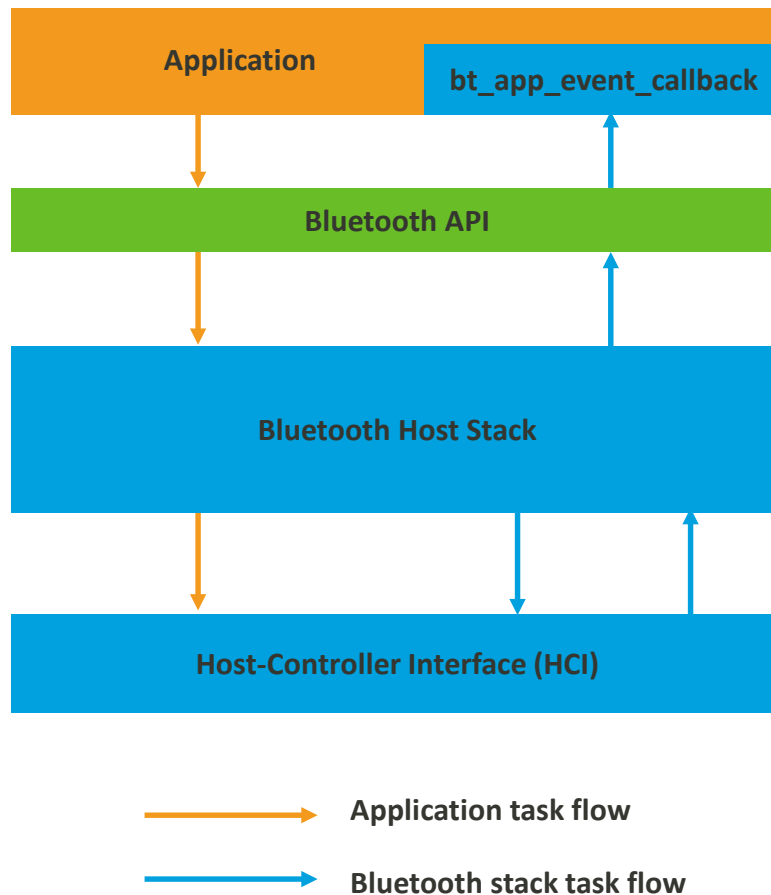 Application
bt_app_event_callback
Bluetooth API
Bluetooth Host Stack
Host-Controller Interface (HCI)
Application task flow
Bluetooth stack task flow